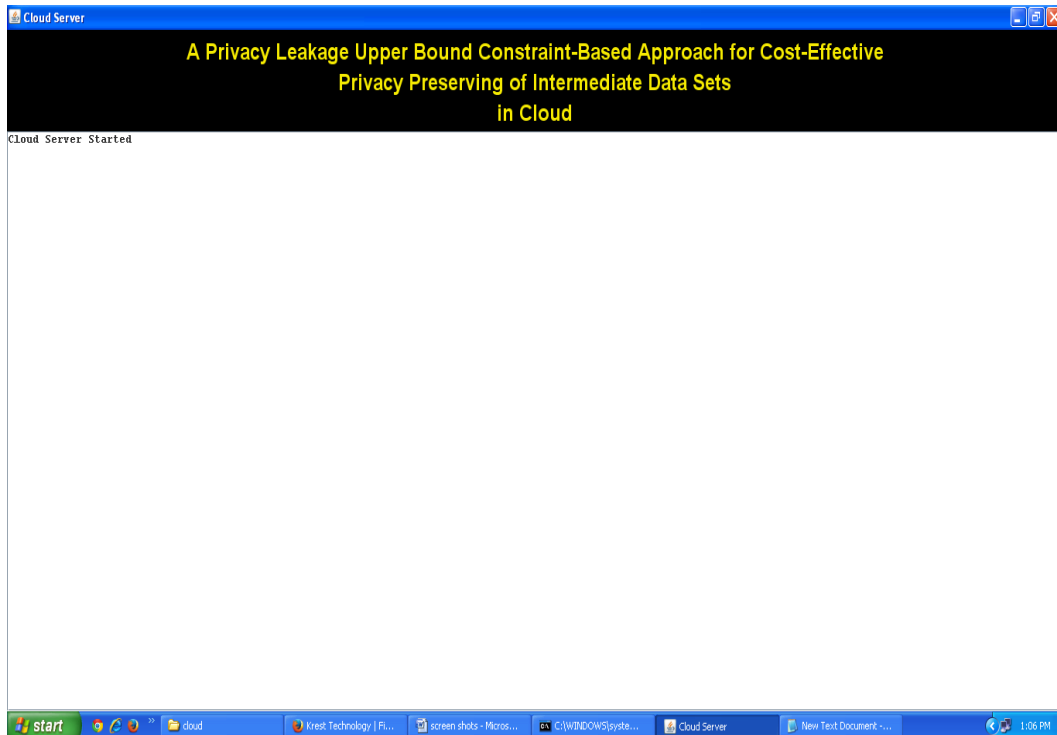 Cloud Server
A Privacy Leakage Upper Bound Constraint-Based Approach for Cost-Effective
Privacy Preserving of Intermediate Data Sets
in Cloud
Cloud Server Started
start » cloud Krest Technology | Fi... screen shots - Micros... C:\WINDOWS\syste... Cloud Server New Text Document -... 1:06 PM